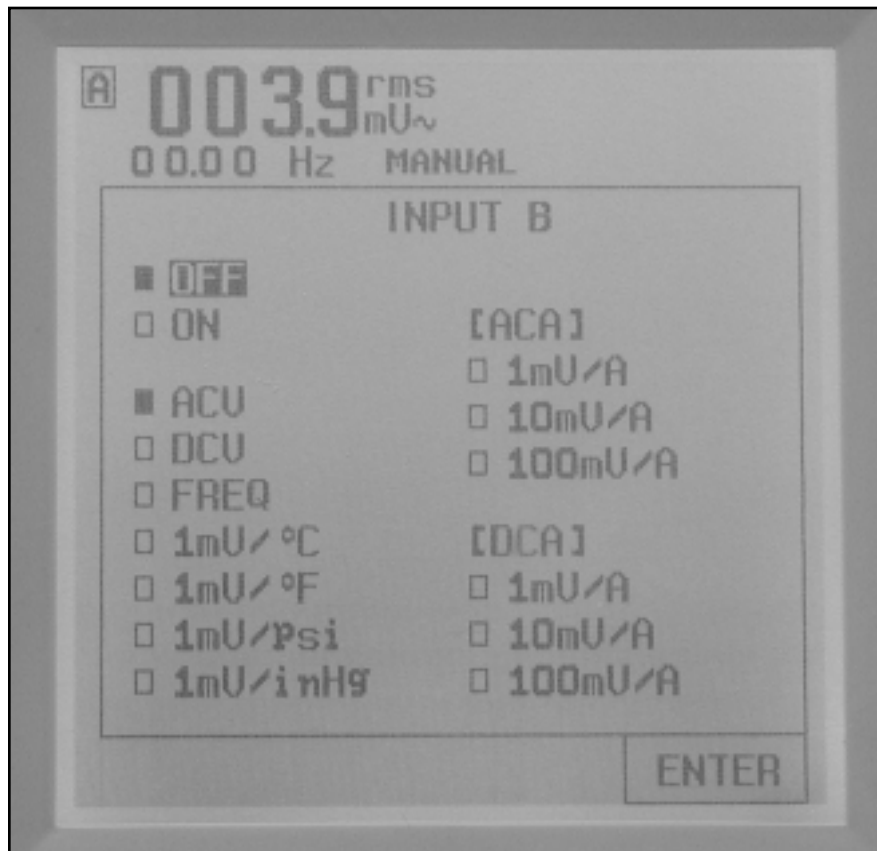 A 003.9 rms
mV~
00.00 Hz MANUAL
INPUT B
OFF
ON
ACV
DCV
FREQ
1mV/°C
1mV/°F
1mV/psi
1mV/inHg
[ACA]
1mV/A
10mV/A
100mV/A
[DCA]
1mV/A
10mV/A
100mV/A
ENTER